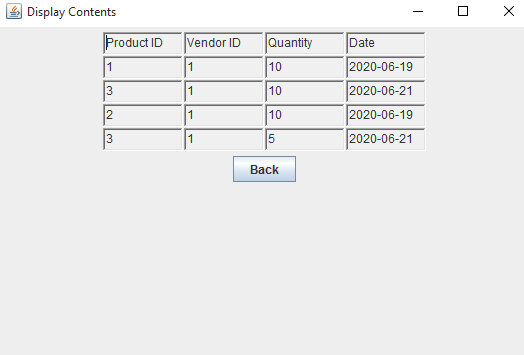 Display Contents
Product ID Vendor ID Quantity Date
1 1 10 2020-06-19
3 1 10 2020-06-21
2 1 10 2020-06-19
3 1 5 2020-06-21
Back